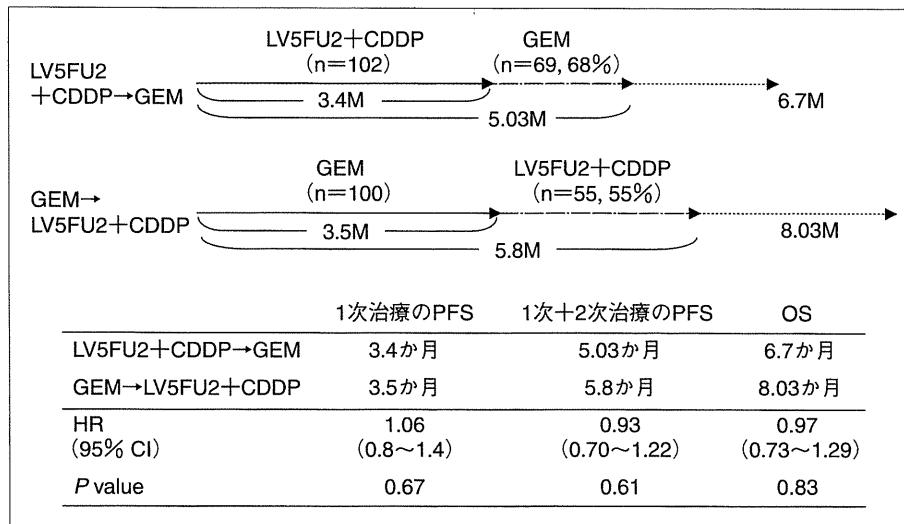 LV5FU2+CDDP
(n=102)
GEM
(n=69, 68%)
LV5FU2
+CDDP→GEM
3.4M
5.03M
6.7M
GEM
(n=100)
LV5FU2+CDDP
(n=55, 55%)
GEM→
LV5FU2+CDDP
3.5M
5.8M
8.03M
1次治療のPFS 1次+2次治療のPFS OS
LV5FU2+CDDP→GEM 3.4か月 5.03か月 6.7か月
GEM→LV5FU2+CDDP 3.5か月 5.8か月 8.03か月
HR 1.06 0.93 0.97
(95% CI) (0.8～1.4) (0.70～1.22) (0.73～1.29)
P value 0.67 0.61 0.83